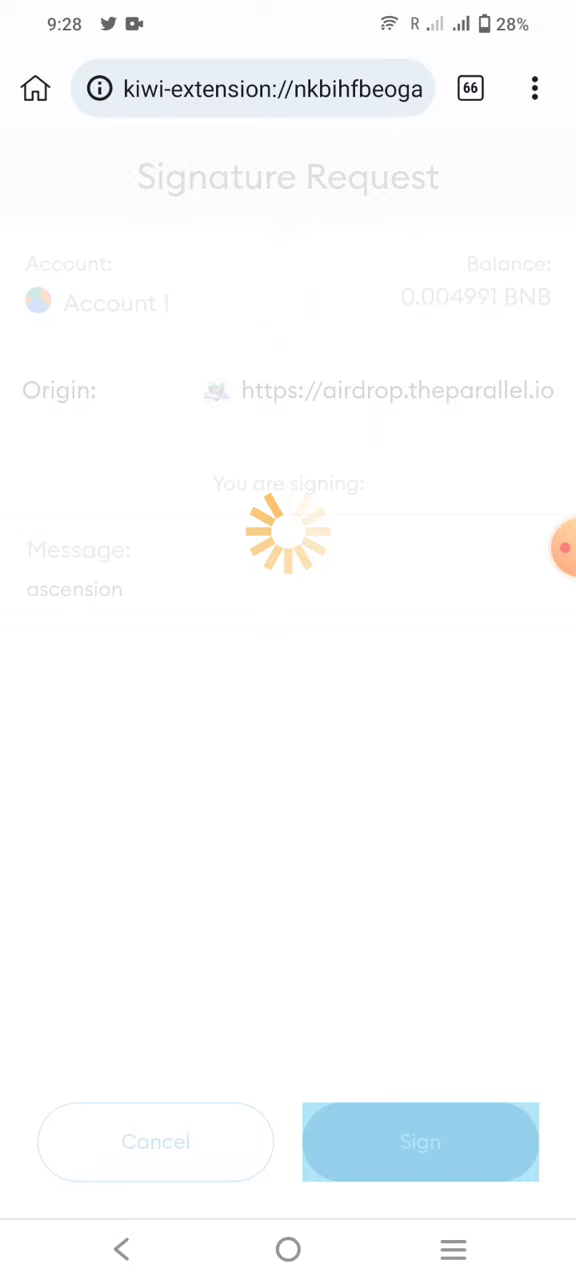 9:28 R 28%
kiwi-extension://nkbihfbeoga 66
Signature Request
Account: Balance:
Account 1 0.004991 BNB
Origin: https://airdrop.theparallel.io
You are signing:
Message:
ascension
Cancel Sign